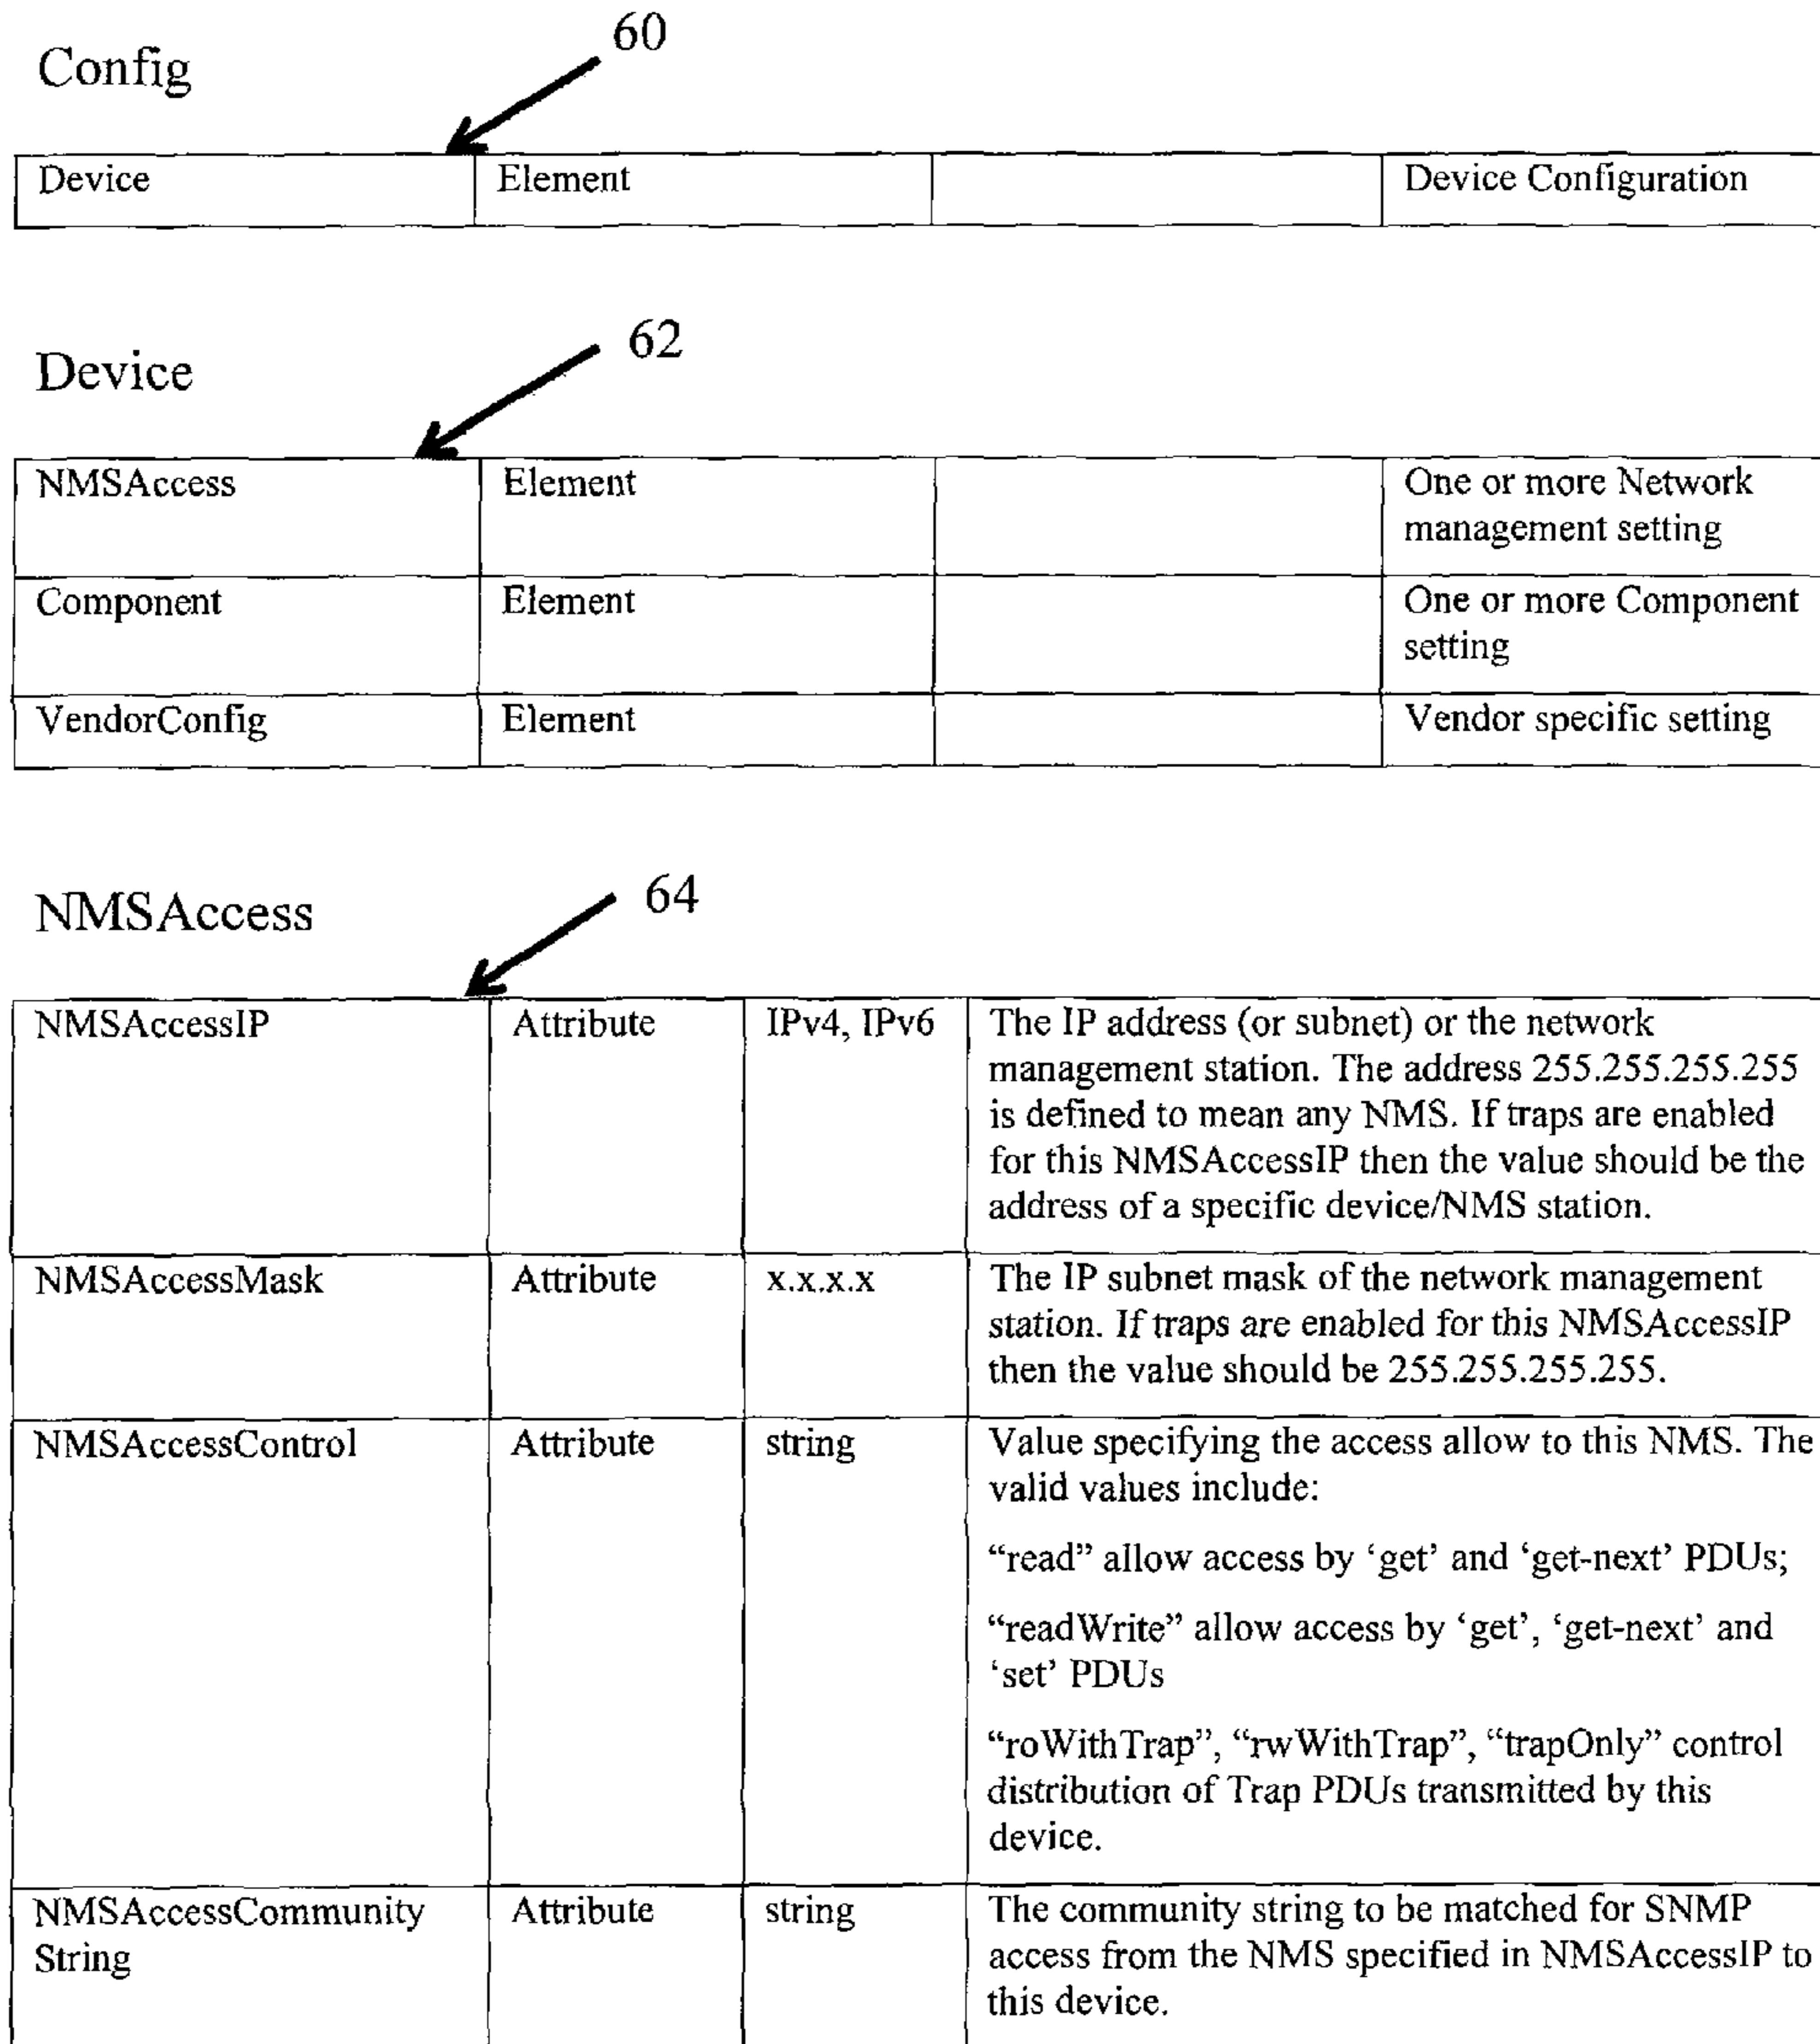 60
Config
Device Element Device Configuration
62
Device
NMSAccess Element One or more Network
management setting
Component Element One or more Component
setting
VendorConfig Element Vendor specific setting
64
NMSAccess
NMSAccessIP Attribute IPv4, IPv6 The IP address (or subnet) or the network
management station. The address 255.255.255.255
is defined to mean any NMS. If traps are enabled
for this NMSAccessIP then the value should be the
address of a specific device/NMS station.
NMSAccessMask Attribute x.x.x.x The IP subnet mask of the network management
station. If traps are enabled for this NMSAccessIP
then the value should be 255.255.255.255.
NMSAccessControl Attribute string Value specifying the access allow to this NMS. The
valid values include:
“read” allow access by ‘get’ and ‘get-next’ PDUs;
“readWrite” allow access by ‘get’, ‘get-next’ and
‘set’ PDUs
“roWithTrap”, “rwWithTrap”, “trapOnly” control
distribution of Trap PDUs transmitted by this
device.
NMSAccessCommunity Attribute string The community string to be matched for SNMP
String access from the NMS specified in NMSAccessIP to
this device.